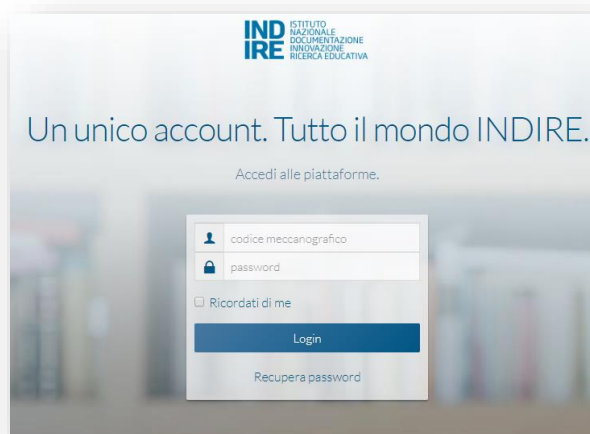 IND
IRE
ISTITUTO
NAZIONALE
DOCUMENTAZIONE
INNOVAZIONE
RICERCA EDUCATIVA
Un unico account. Tutto il mondo INDIRE.
Accedi alle piattaforme.
codice meccanografico
password
Ricordati di me
Login
Recupera password